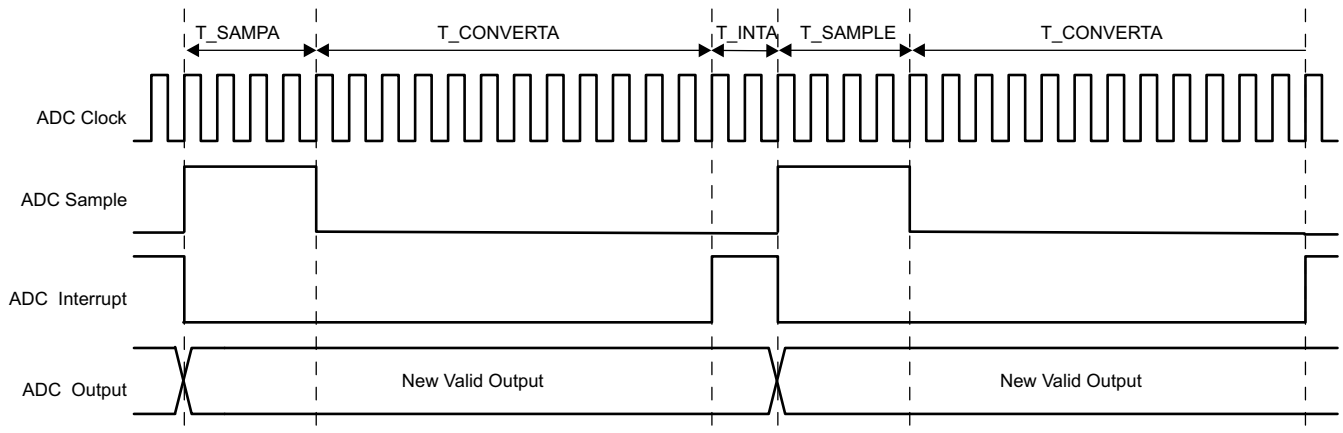 T_SAMPA T_CONVERTA T_INTA T_SAMPLE T_CONVERTA
ADC Clock
ADC Sample
ADC Interrupt
ADC Output New Valid Output New Valid Output